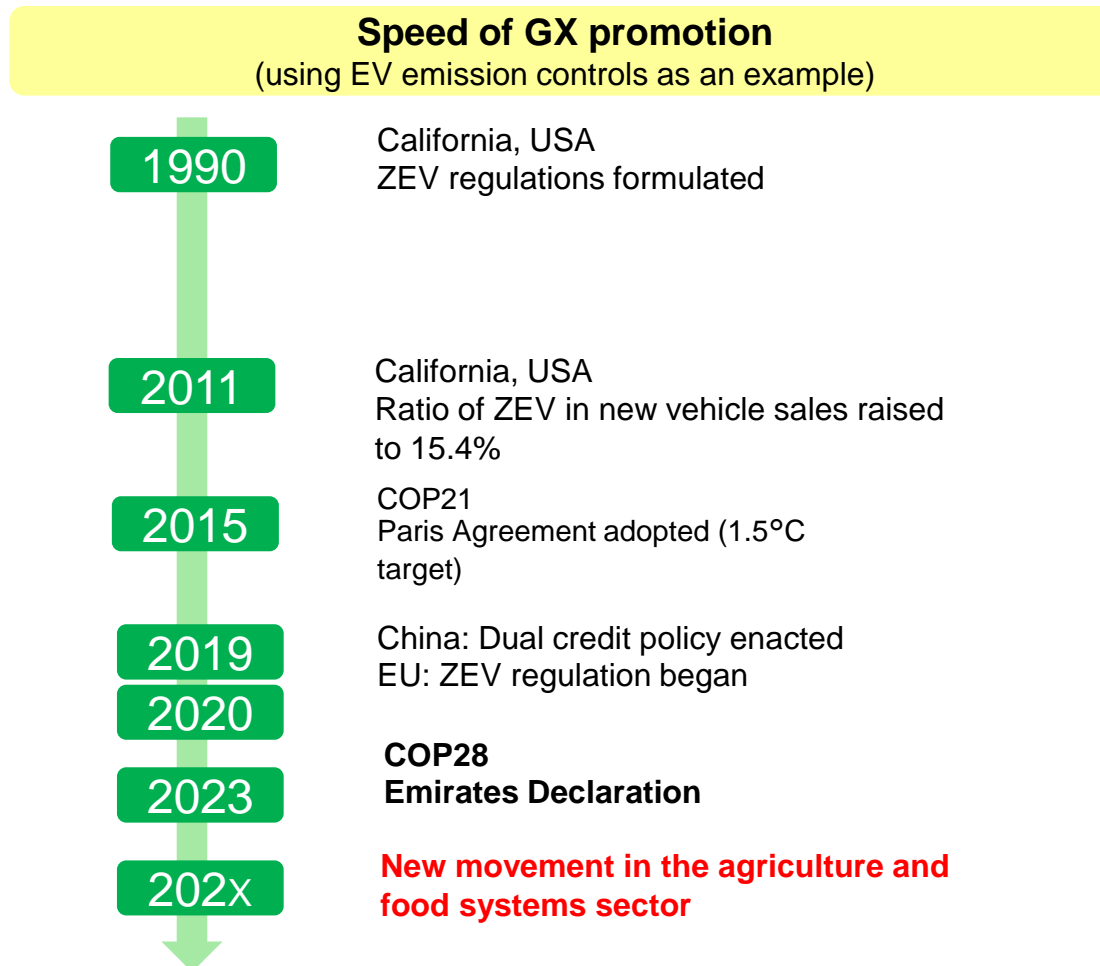 Speed of GX promotion
(using EV emission controls as an example)
1990
California, USA
ZEV regulations formulated
2011
California, USA
Ratio of ZEV in new vehicle sales raised
to 15.4%
2015
COP21
Paris Agreement adopted (1.5°C
target)
2019
China: Dual credit policy enacted
EU: ZEV regulation began
2020
COP28
Emirates Declaration
2023
202X
New movement in the agriculture and
food systems sector